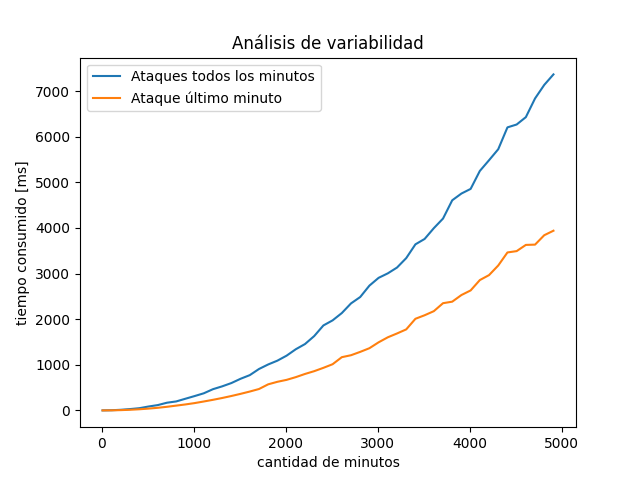 Análisis de variabilidad
Ataques todos los minutos
Ataque último minuto
tiempo consumido [ms]
7000
6000
5000
4000
3000
2000
1000
0
0 1000 2000 3000 4000 5000
cantidad de minutos